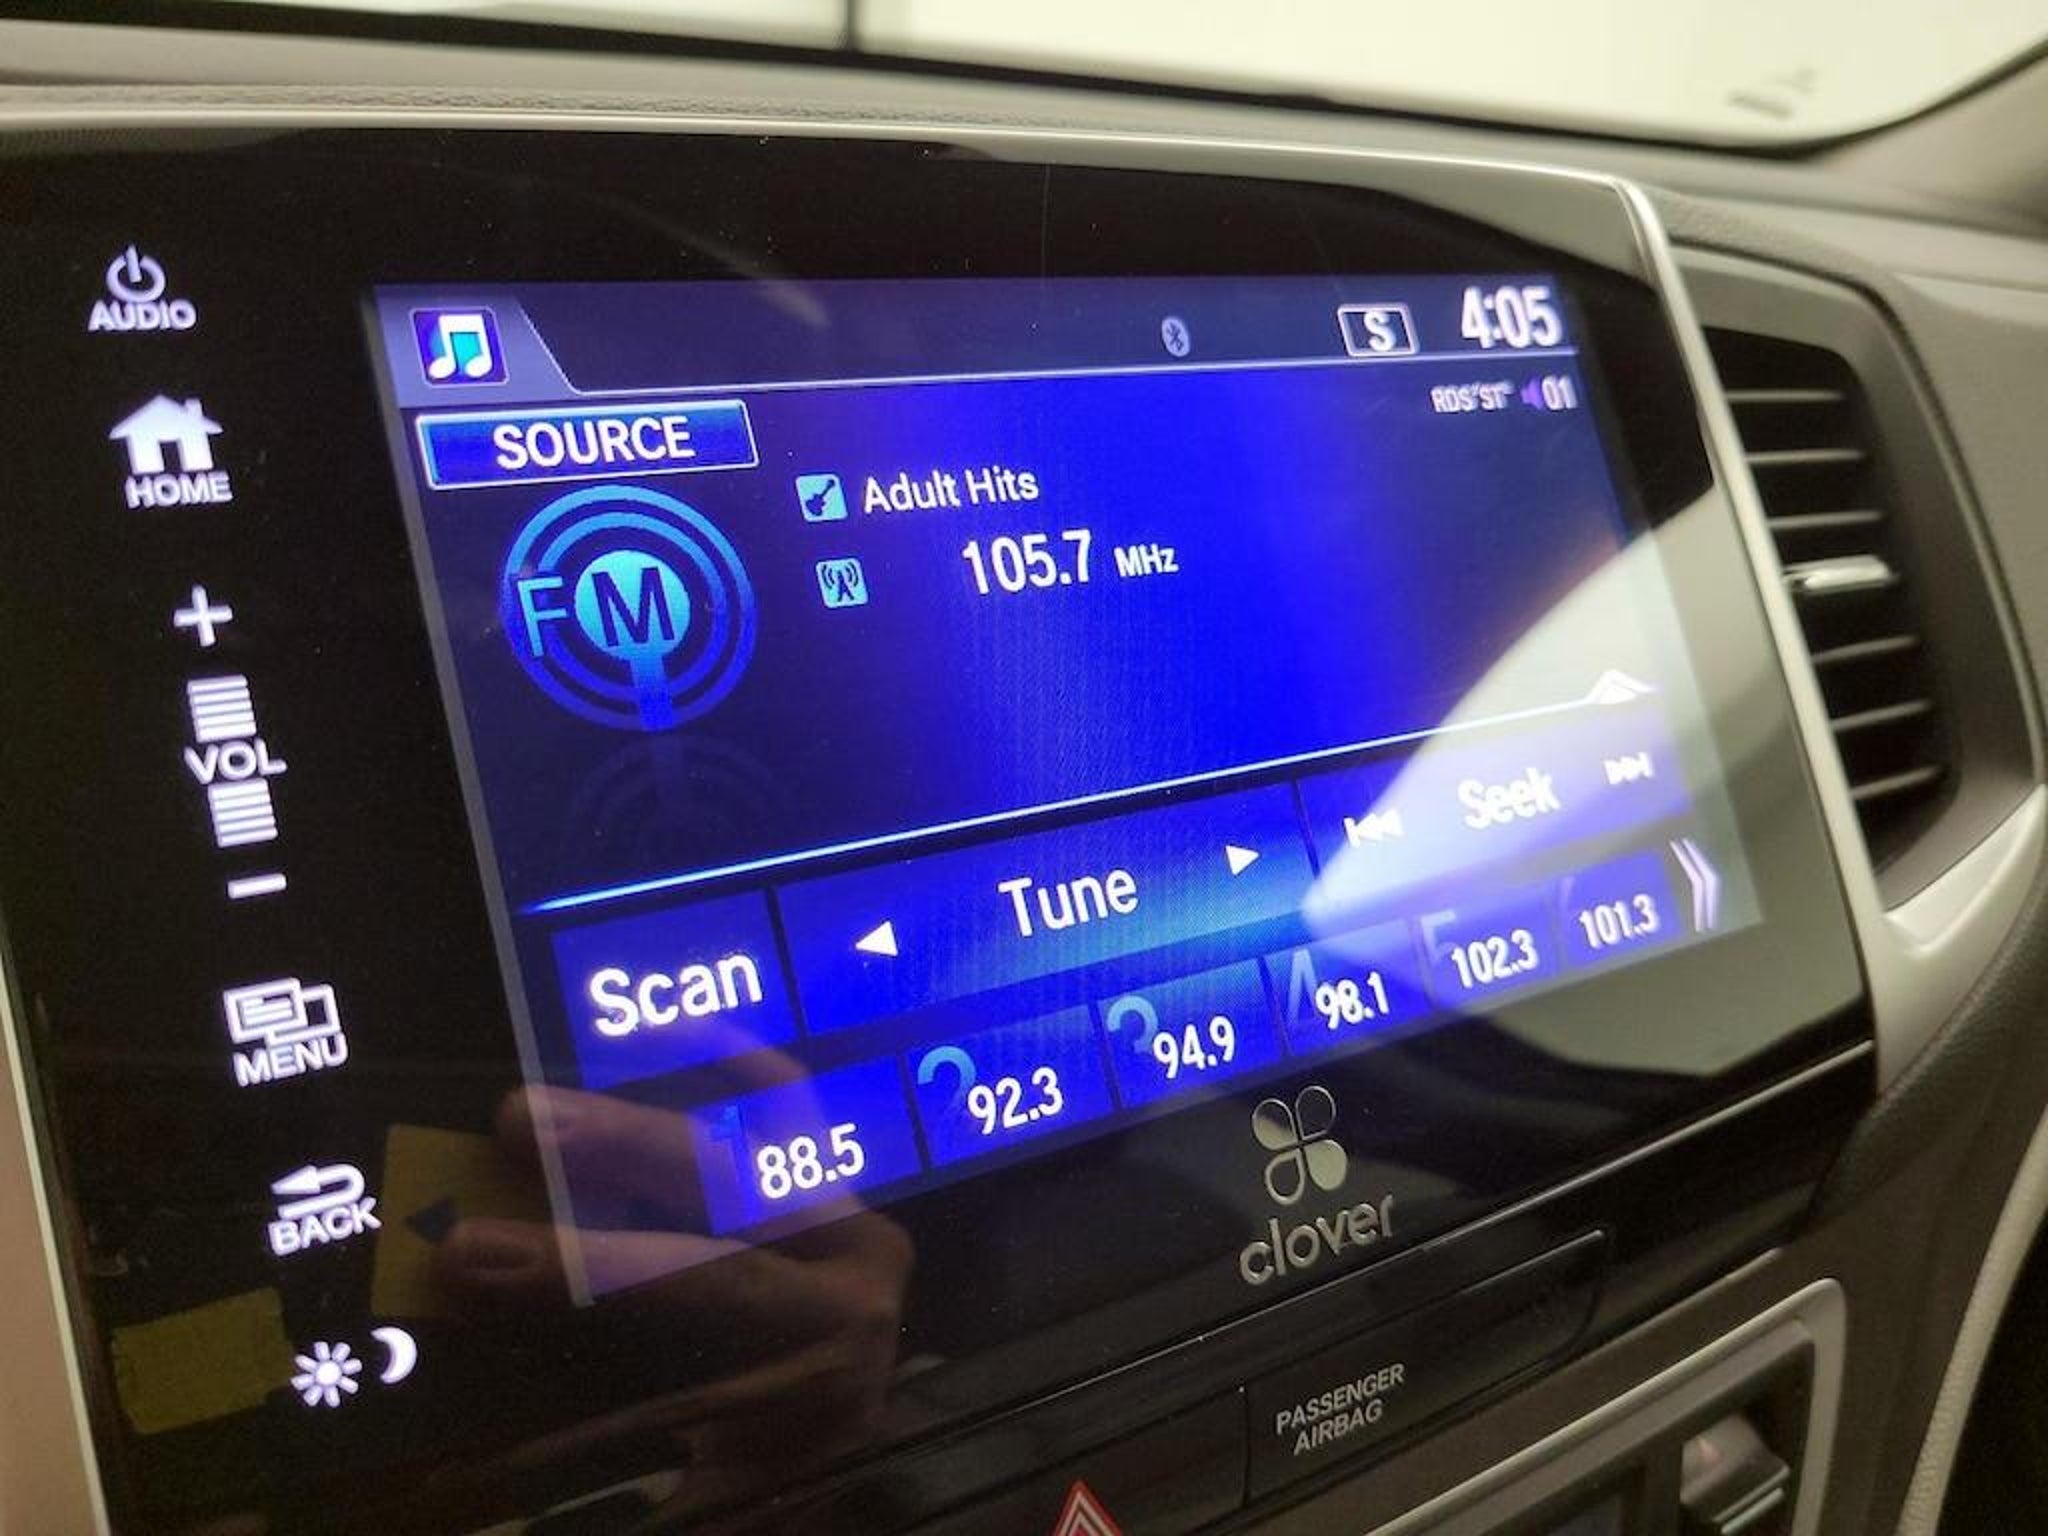 AUDIO
HOME
VOL
MENU
BACK
S
4:05
RDS ST 01
SOURCE
FM
Adult Hits
105.7 MHz
Scan
Tune
Seek
1 88.5
2 92.3
3 94.9
4 98.1
5 102.3
101.3
clover
PASSENGER
AIRBAG